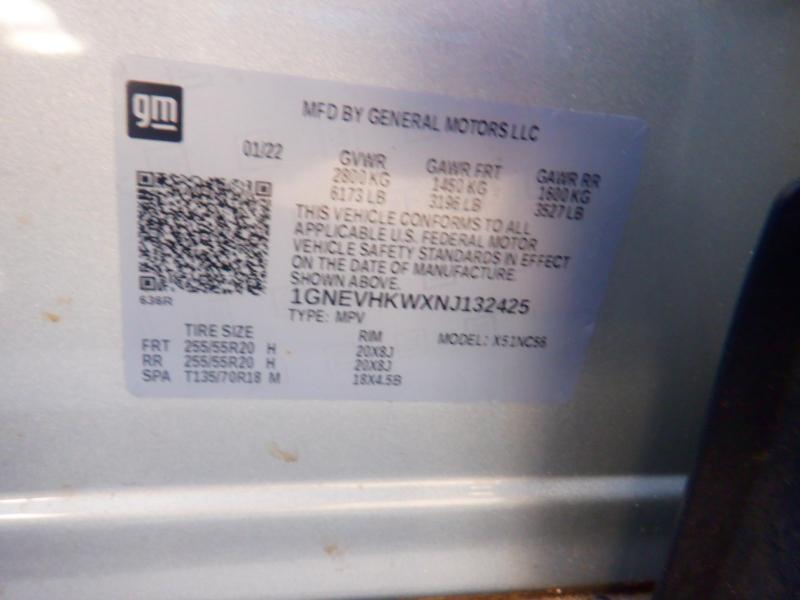 gm
MFD BY GENERAL MOTORS LLC
01/22
GVWR GAWR FRT GAWR RR
2800 KG 1450 KG 1600 KG
6173 LB 3196 LB 3527 LB
THIS VEHICLE CONFORMS TO ALL
APPLICABLE U.S. FEDERAL MOTOR
VEHICLE SAFETY STANDARDS IN EFFECT
ON THE DATE OF MANUFACTURE.
SHOWN ABOVE.
636R
1GNEVHKWXNJ132425
TYPE: MPV
TIRE SIZE RIM MODEL: X51NC56
FRT 255/55R20 H 20X8J
RR 255/55R20 H 20X8J
SPA T135/70R18 M 18X4.5B